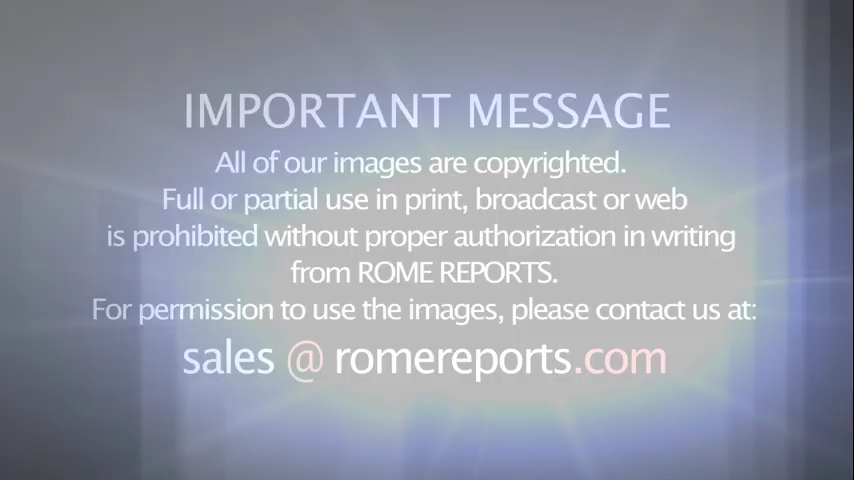 IMPORTANT MESSAGE
All of our images are copyrighted.
Full or partial use in print, broadcast or web
is prohibited without proper authorization in writing
from ROME REPORTS.
For permission to use the images, please contact us at:
sales @ romereports.com